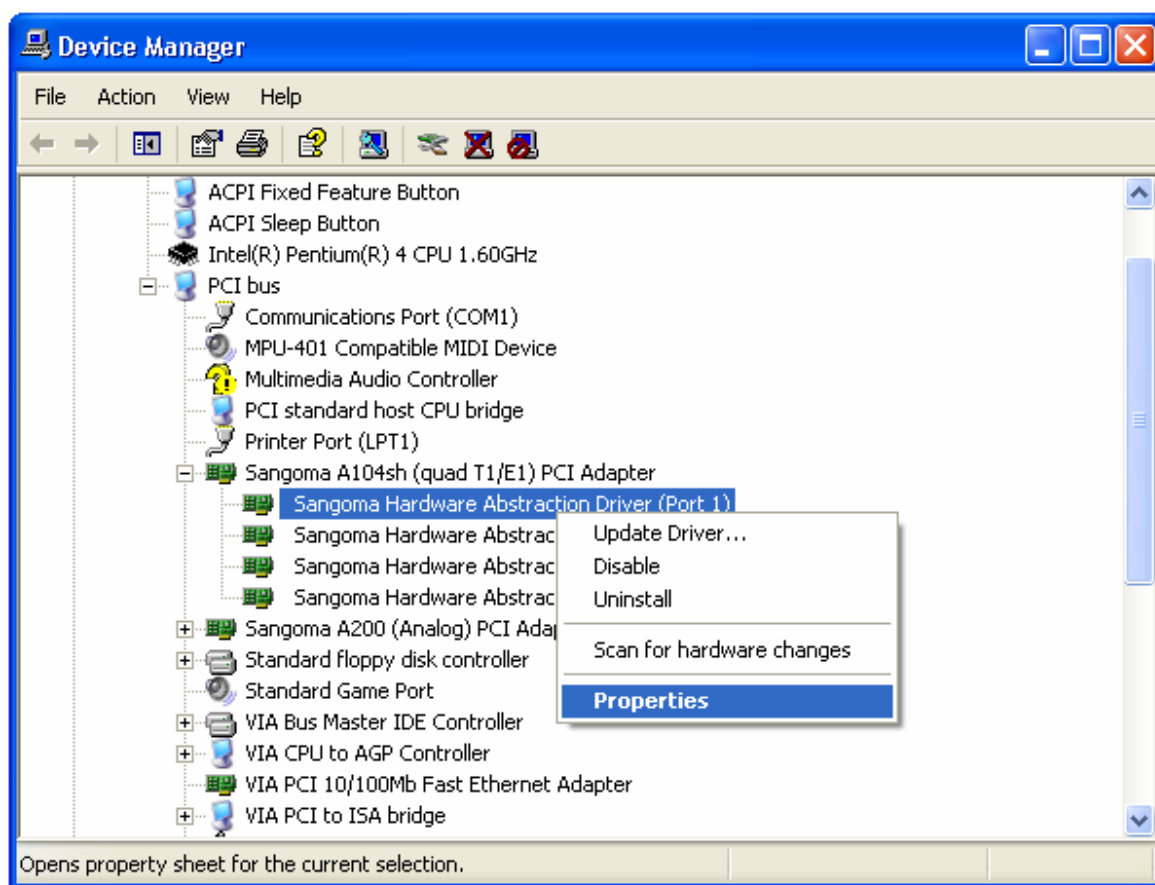 Device Manager
File Action View Help
ACPI Fixed Feature Button
ACPI Sleep Button
Intel(R) Pentium(R) 4 CPU 1.60GHz
PCI bus
Communications Port (COM1)
MPU-401 Compatible MIDI Device
Multimedia Audio Controller
PCI standard host CPU bridge
Printer Port (LPT1)
Sangoma A104sh (quad T1/E1) PCI Adapter
Sangoma Hardware Abstraction Driver (Port 1)
Sangoma Hardware Abstrac
Sangoma Hardware Abstrac
Sangoma Hardware Abstrac
Sangoma A200 (Analog) PCI Adap
Standard floppy disk controller
Standard Game Port
VIA Bus Master IDE Controller
VIA CPU to AGP Controller
VIA PCI 10/100Mb Fast Ethernet Adapter
VIA PCI to ISA bridge
Update Driver...
Disable
Uninstall
Scan for hardware changes
Properties
Opens property sheet for the current selection.